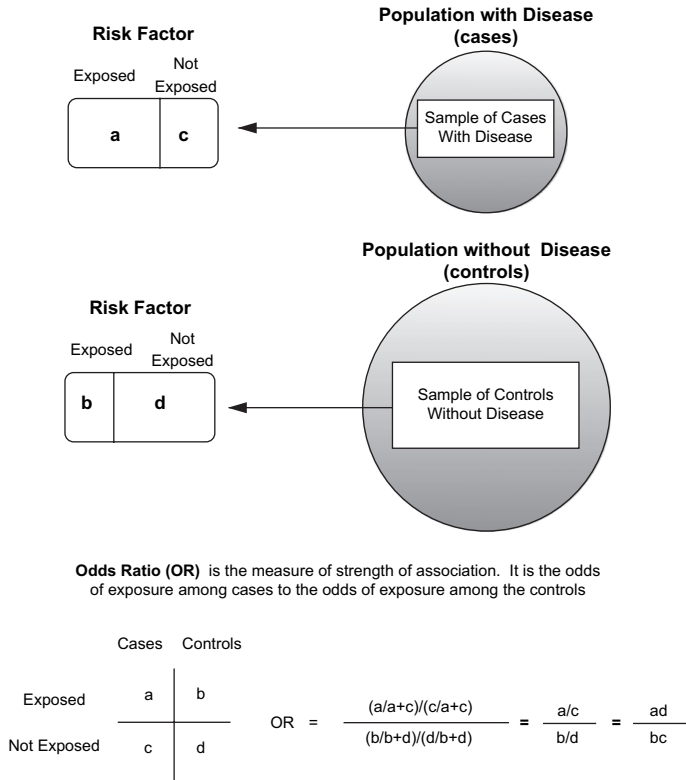 Population with Disease
(cases)
Risk Factor
Exposed
Not
Exposed
a c
Sample of Cases
With Disease
Population without Disease
(controls)
Risk Factor
Exposed
Not
Exposed
b d
Sample of Controls
Without Disease
Odds Ratio (OR) is the measure of strength of association. It is the odds
of exposure among cases to the odds of exposure among the controls
Cases Controls
Exposed a b
Not Exposed c d
OR = (a/a+c)/(c/a+c) = a/c = ad
(b/b+d)/(d/b+d) b/d bc